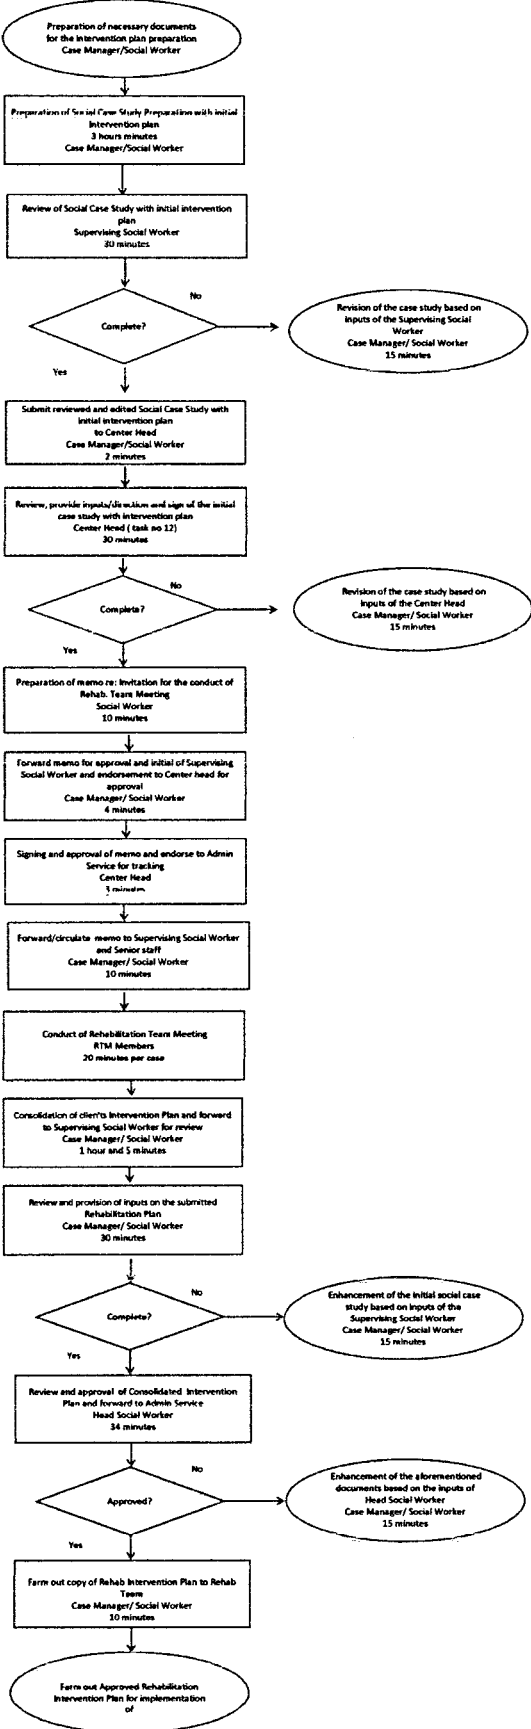 Preparation of necessary documents
for the intervention plan preparation
Case Manager/Social Worker
Preparation of Social Case Study Preparation with initial
intervention plan
3 hours minutes
Case Manager/Social Worker
Review of Social Case Study with initial intervention
plan
Supervising Social Worker
30 minutes
No
Complete?
Revision of the case study based on
inputs of the Supervising Social
Worker
Case Manager/ Social Worker
15 minutes
Yes
Submit reviewed and edited Social Case Study with
initial intervention plan
to Center Head
Case Manager/Social Worker
2 minutes
Review, provide inputs/direction and sign of the initial
case study with intervention plan
Center Head ( task no 12)
30 minutes
No
Complete?
Revision of the case study based on
inputs of the Center Head
Case Manager/ Social Worker
15 minutes
Yes
Preparation of memo re: Invitation for the conduct of
Rehab. Team Meeting
Social Worker
10 minutes
Forward memo for approval and initial of Supervising
Social Worker and endorsement to Center head for
approval
Case Manager/ Social Worker
4 minutes
Signing and approval of memo and endorse to Admin
Service for tracking
Center Head
3 minutes
Forward/circulate memo to Supervising Social Worker
and Senior staff
Case Manager/ Social Worker
10 minutes
Conduct of Rehabilitation Team Meeting
RTM Members
20 minutes per case
Consolidation of clien'ts Intervention Plan and forward
to Supervising Social Worker for review
Case Manager/ Social Worker
1 hour and 5 minutes
Review and provision of inputs on the submitted
Rehabilitation Plan
Case Manager/ Social Worker
30 minutes
No
Complete?
Enhancement of the initial social case
study based on inputs of the
Supervising Social Worker
Case Manager/ Social Worker
15 minutes
Yes
Review and approval of Consolidated Intervention
Plan and forward to Admin Service
Head Social Worker
34 minutes
No
Approved?
Enhancement of the aforementioned
documents based on the inputs of
Head Social Worker
Case Manager/ Social Worker
15 minutes
Yes
Farm out copy of Rehab Intervention Plan to Rehab
Team
Case Manager/ Social Worker
10 minutes
Farm out Approved Rehabilitation
Intervention Plan for implementation
of